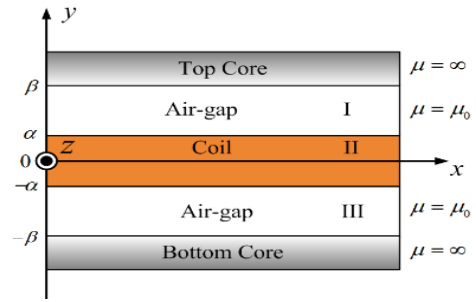 y
Top Core μ = ∞
β
Air-gap I μ = μ₀
α
z Coil II
0
x
−α
Air-gap III μ = μ₀
−β
Bottom Core μ = ∞